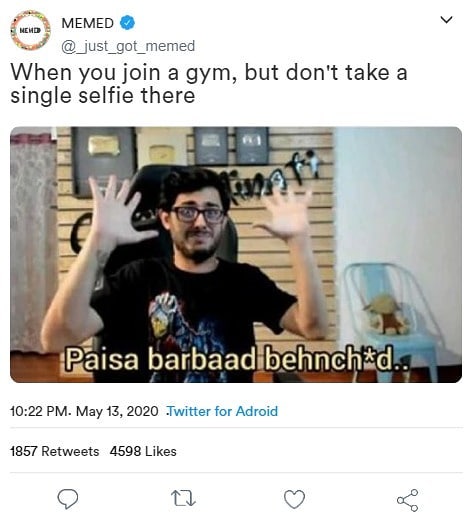 MEMED
MEMED
@_just_got_memed
When you join a gym, but don't take a
single selfie there
Paisa barbaad behnch*d..
10:22 PM. May 13, 2020 Twitter for Adroid
1857 Retweets 4598 Likes